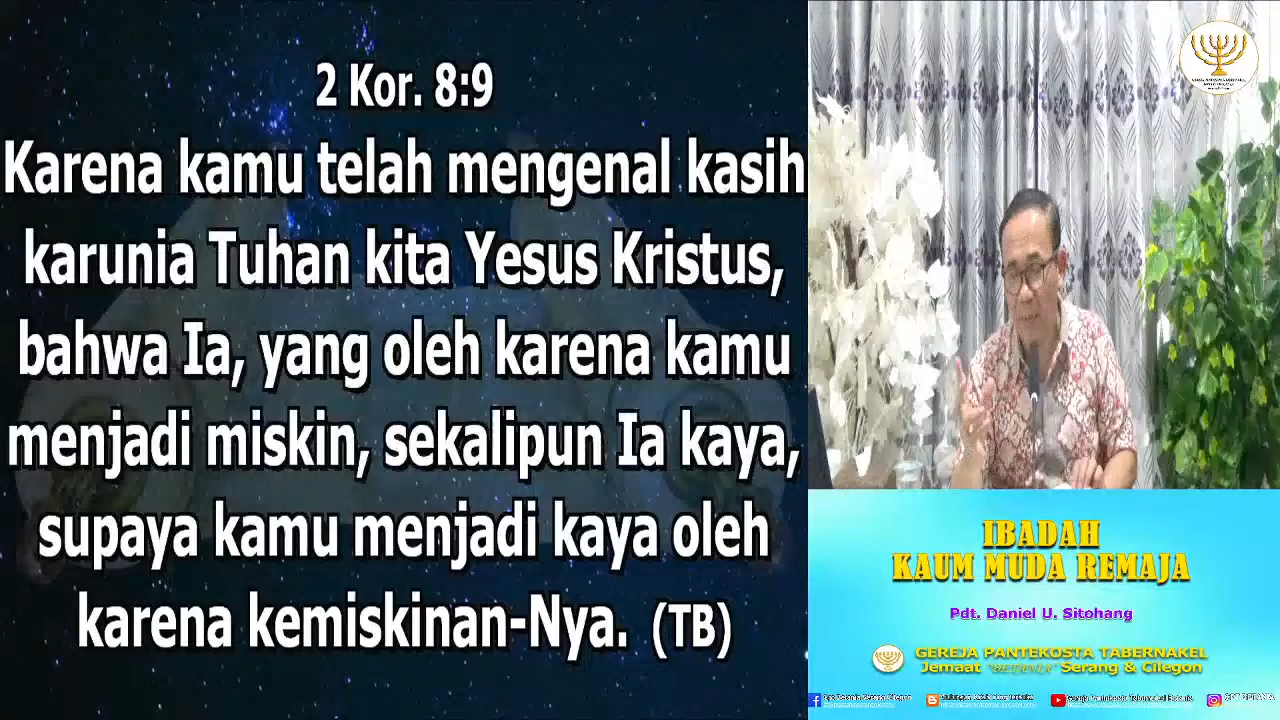 2 Kor. 8:9
Karena kamu telah mengenal kasih
karunia Tuhan kita Yesus Kristus,
bahwa Ia, yang oleh karena kamu
menjadi miskin, sekalipun Ia kaya,
supaya kamu menjadi kaya oleh
karena kemiskinan-Nya. (TB)
IBADAH
KAUM MUDA REMAJA
Pdt. Daniel U. Sitohang
GEREJA PANTEKOSTA TABERNAKEL
Jemaat "BETANIA" Serang & Cilegon